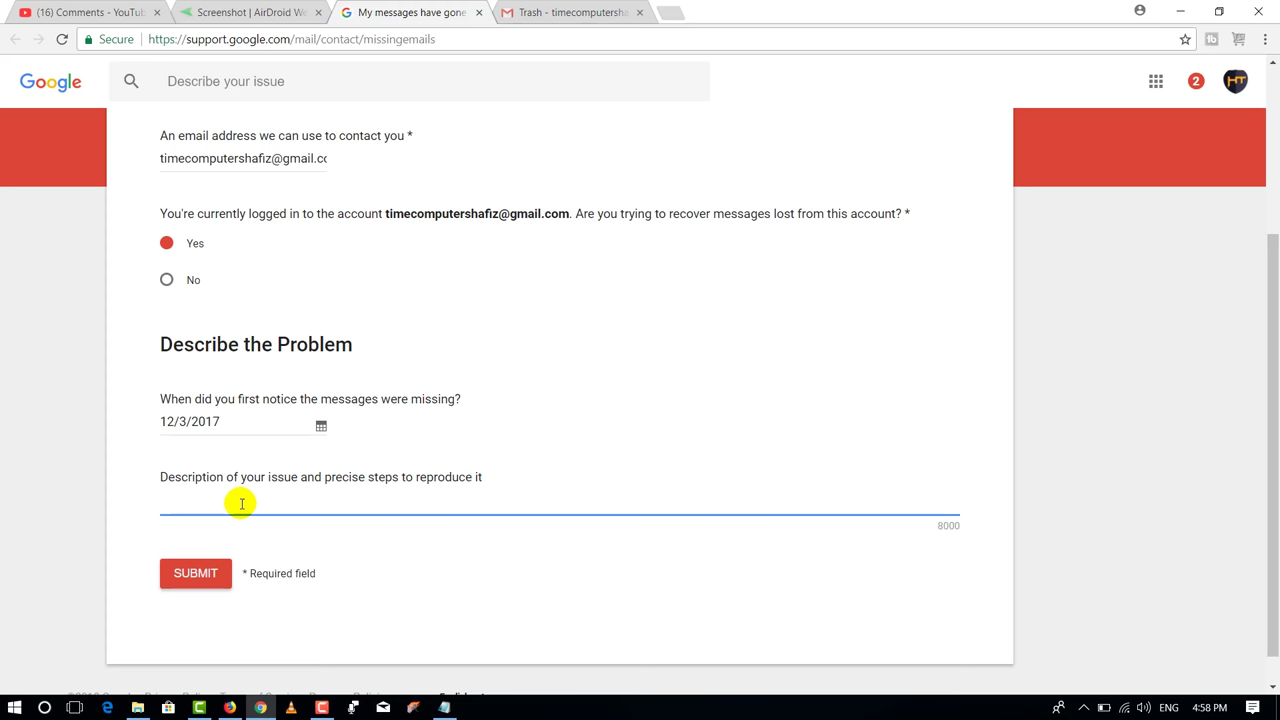 (16) Comments - YouTu
Screenshot | AirDroid We
My messages have gone
Trash - timecomputersha
Secure
https://support.google.com/mail/contact/missingemails
Google
Describe your issue
2
HT
An email address we can use to contact you *
timecomputershafiz@gmail.co
You're currently logged in to the account timecomputershafiz@gmail.com. Are you trying to recover messages lost from this account? *
Yes
No
Describe the Problem
When did you first notice the messages were missing?
12/3/2017
Description of your issue and precise steps to reproduce it
8000
SUBMIT
* Required field
ENG
4:58 PM